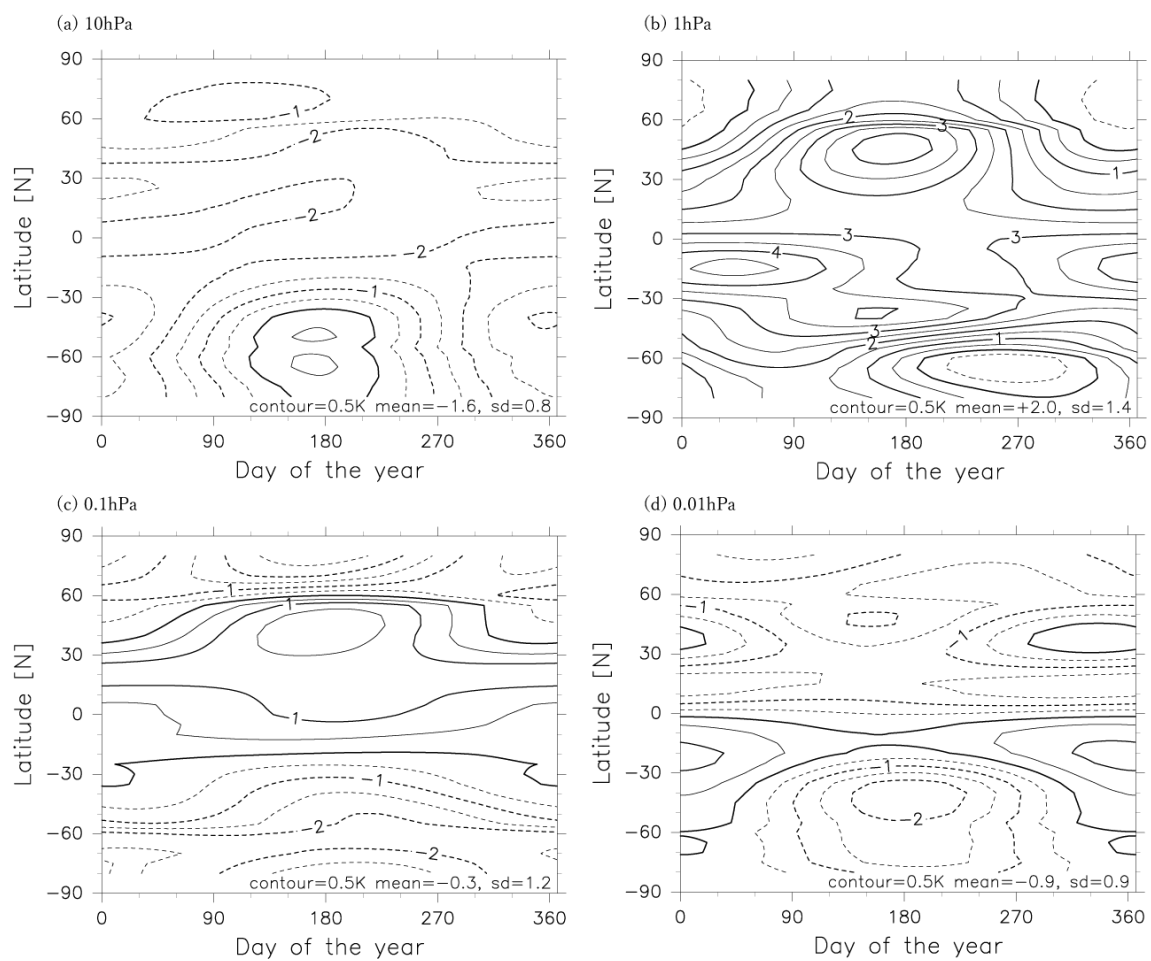 (a) 10hPa
90
60
30
0
−30
−60
−90
Latitude [N]
−1
−2
−2
−2
−1
contour=0.5K mean=−1.6, sd=0.8
0 90 180 270 360
Day of the year
(b) 1hPa
90
60
30
0
−30
−60
−90
Latitude [N]
2
3
1
3
3
4
3
2
1
contour=0.5K mean=+2.0, sd=1.4
0 90 180 270 360
Day of the year
(c) 0.1hPa
90
60
30
0
−30
−60
−90
Latitude [N]
−1
1
1
−1
−2
−2
contour=0.5K mean=−0.3, sd=1.2
0 90 180 270 360
Day of the year
(d) 0.01hPa
90
60
30
0
−30
−60
−90
Latitude [N]
−1
−1
−1
−2
contour=0.5K mean=−0.9, sd=0.9
0 90 180 270 360
Day of the year